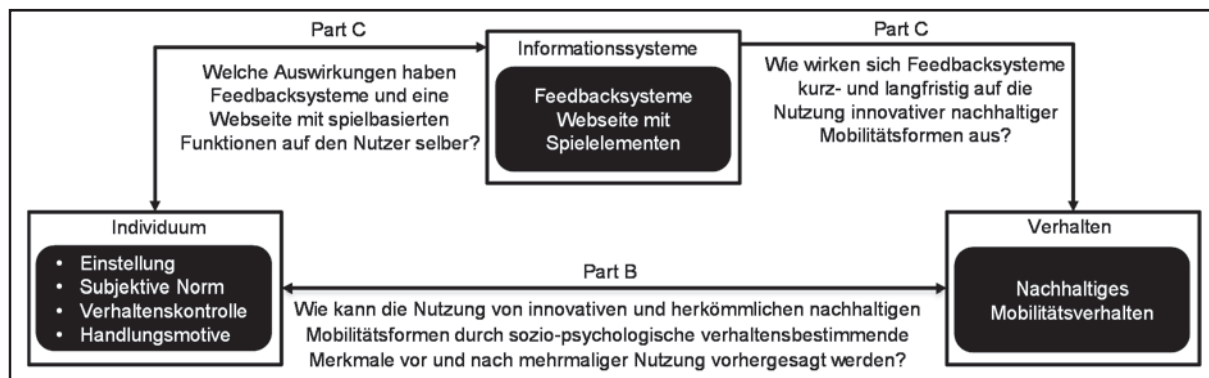 Part C
Welche Auswirkungen haben
Feedbacksysteme und eine
Webseite mit spielbasierten
Funktionen auf den Nutzer selber?
Informationssysteme
Feedbacksysteme
Webseite mit
Spielelementen
Part C
Wie wirken sich Feedbacksysteme
kurz- und langfristig auf die
Nutzung innovativer nachhaltiger
Mobilitätsformen aus?
Individuum
• Einstellung
• Subjektive Norm
• Verhaltenskontrolle
• Handlungsmotive
Part B
Wie kann die Nutzung von innovativen und herkömmlichen nachhaltigen
Mobilitätsformen durch sozio-psychologische verhaltensbestimmende
Merkmale vor und nach mehrmaliger Nutzung vorhergesagt werden?
Verhalten
Nachhaltiges
Mobilitätsverhalten